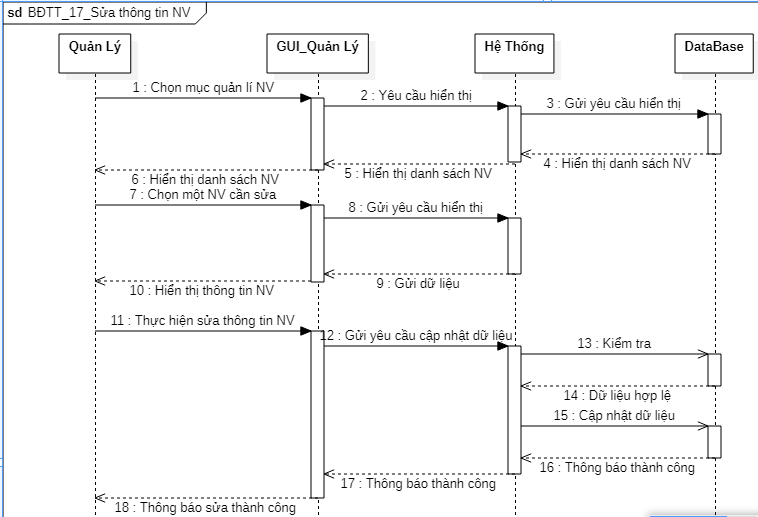 sd BĐTT_17_Sửa thông tin NV
Quản Lý
GUI_Quản Lý
Hệ Thống
DataBase
1 : Chọn mục quản lí NV
2 : Yêu cầu hiển thị
3 : Gửi yêu cầu hiển thị
4 : Hiển thị danh sách NV
5 : Hiển thị danh sách NV
6 : Hiển thị danh sách NV
7 : Chọn một NV cần sửa
8 : Gửi yêu cầu hiển thị
9 : Gửi dữ liệu
10 : Hiển thị thông tin NV
11 : Thực hiện sửa thông tin NV
12 : Gửi yêu cầu cập nhật dữ liệu
13 : Kiểm tra
14 : Dữ liệu hợp lệ
15 : Cập nhật dữ liệu
16 : Thông báo thành công
17 : Thông báo thành công
18 : Thông báo sửa thành công